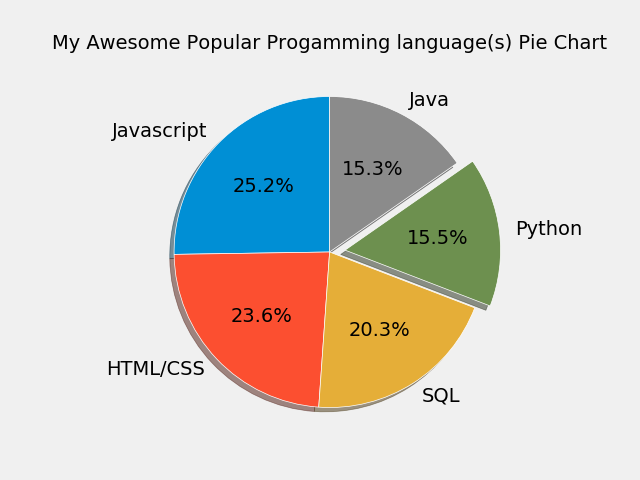 My Awesome Popular Progamming language(s) Pie Chart
Java
Javascript
15.3%
25.2%
Python
15.5%
23.6%
20.3%
HTML/CSS
SQL